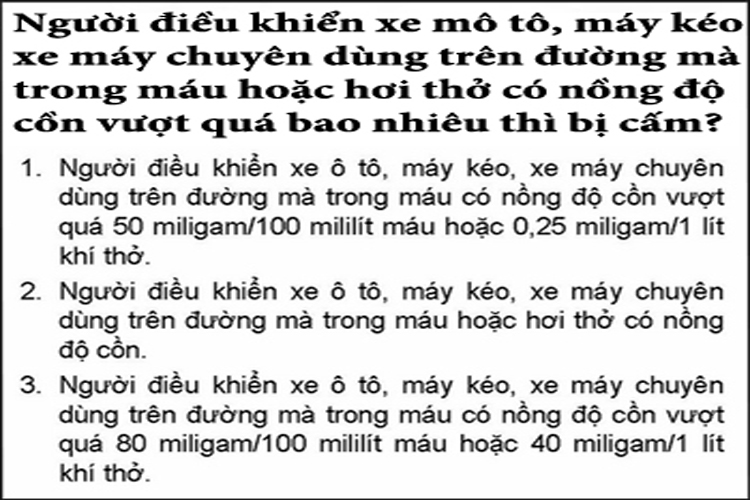 Người điều khiển xe mô tô, máy kéo
xe máy chuyên dùng trên đường mà
trong máu hoặc hơi thở có nồng độ
cồn vượt quá bao nhiêu thì bị cấm?
1. Người điều khiển xe ô tô, máy kéo, xe máy chuyên
dùng trên đường mà trong máu có nồng độ cồn vượt
quá 50 miligam/100 mililít máu hoặc 0,25 miligam/1 lít
khí thở.
2. Người điều khiển xe ô tô, máy kéo, xe máy chuyên
dùng trên đường mà trong máu hoặc hơi thở có nồng
độ cồn.
3. Người điều khiển xe ô tô, máy kéo, xe máy chuyên
dùng trên đường mà trong máu có nồng độ cồn vượt
quá 80 miligam/100 mililít máu hoặc 40 miligam/1 lít
khí thở.